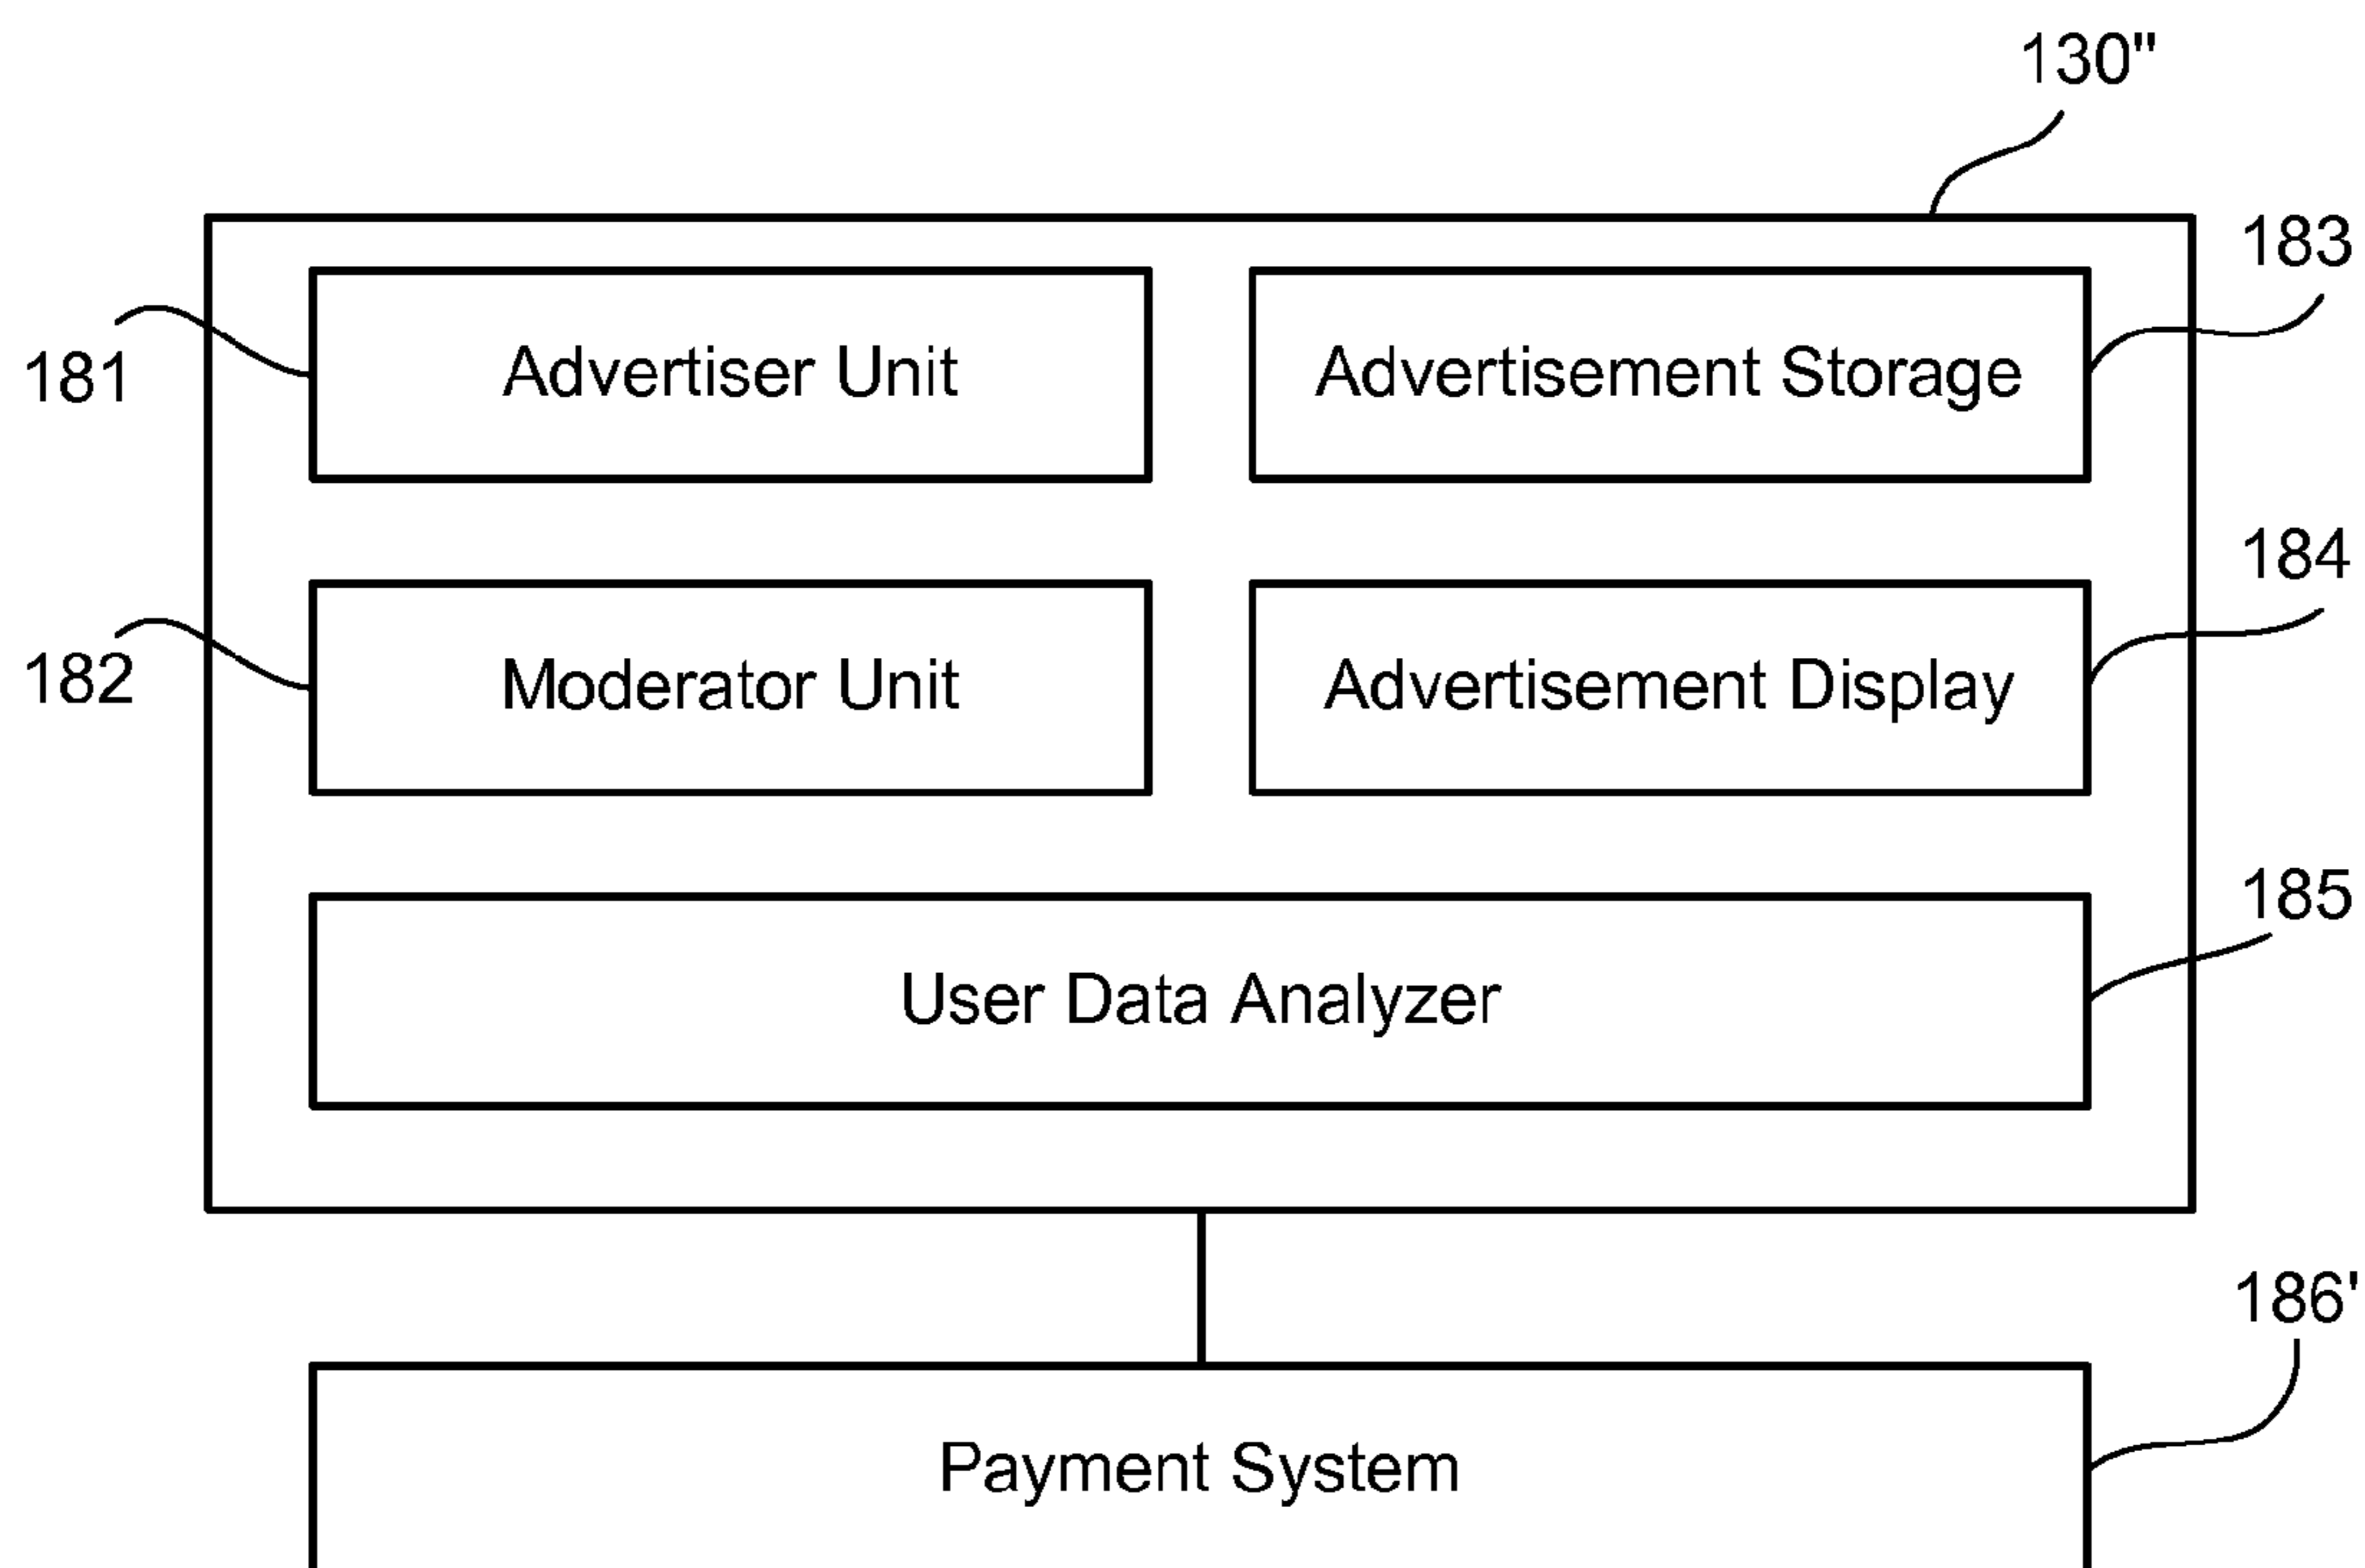 130"
183
Advertiser Unit
Advertisement Storage
181
184
Moderator Unit
Advertisement Display
182
185
User Data Analyzer
186'
Payment System